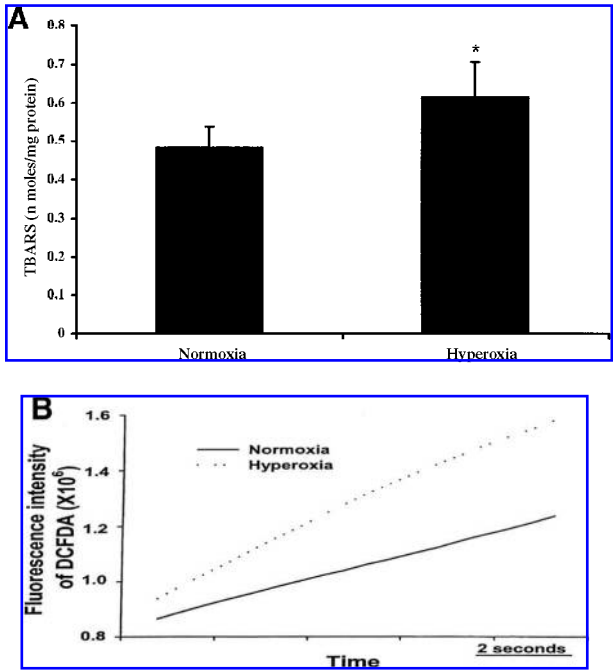 A
TBARS (n moles/mg protein)
0.8
0.7
0.6
0.5
0.4
0.3
0.2
0.1
0
*
Normoxia Hyperoxia
B
Fluorescence intensity
of DCFDA (X10⁶)
1.6
1.4
1.2
1.0
0.8
Normoxia
Hyperoxia
Time
2 seconds